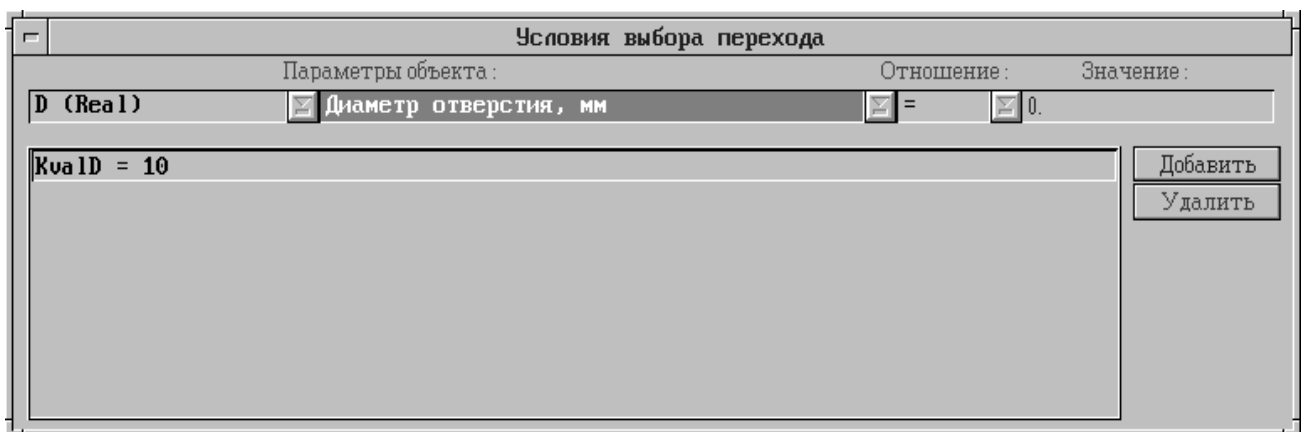 Условия выбора перехода
Параметры объекта: Отношение: Значение:
D (Real) Диаметр отверстия, мм = 0.
KvalD = 10
Добавить
Удалить